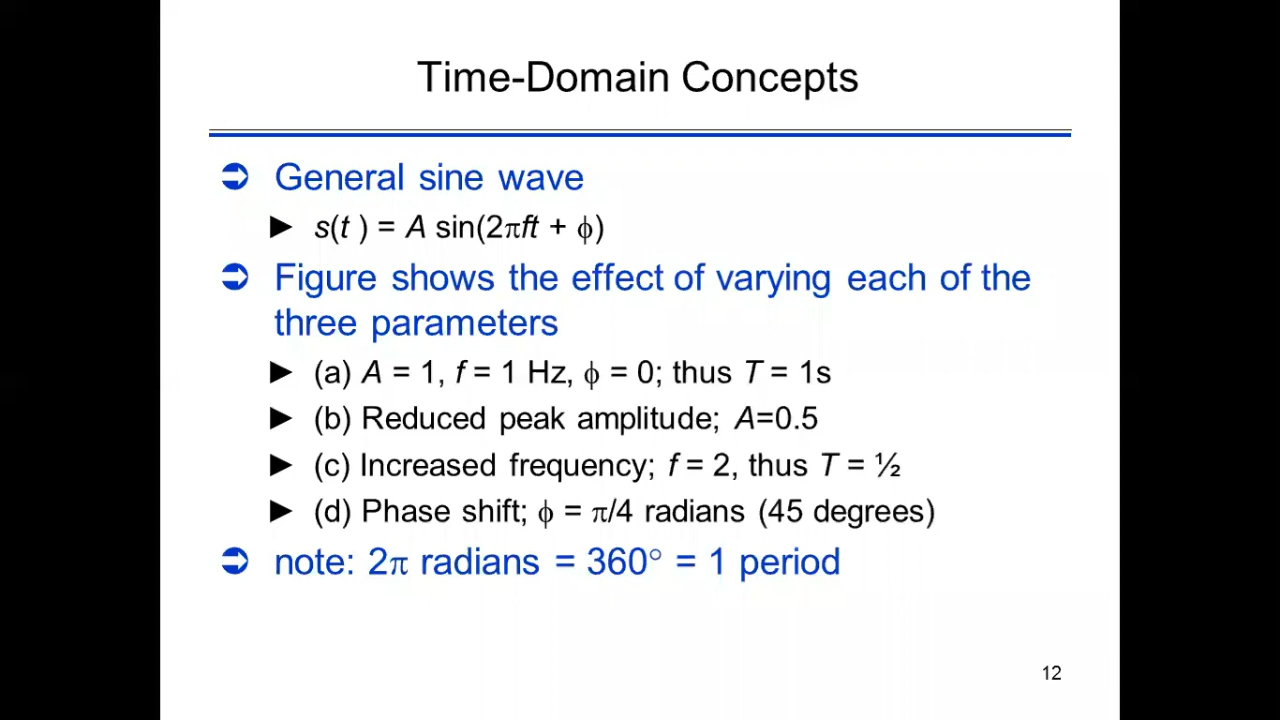 Time-Domain Concepts
➲ General sine wave
► s(t ) = A sin(2πft + ϕ)
➲ Figure shows the effect of varying each of the
three parameters
► (a) A = 1, f = 1 Hz, ϕ = 0; thus T = 1s
► (b) Reduced peak amplitude; A=0.5
► (c) Increased frequency; f = 2, thus T = ½
► (d) Phase shift; ϕ = π/4 radians (45 degrees)
➲ note: 2π radians = 360° = 1 period
12